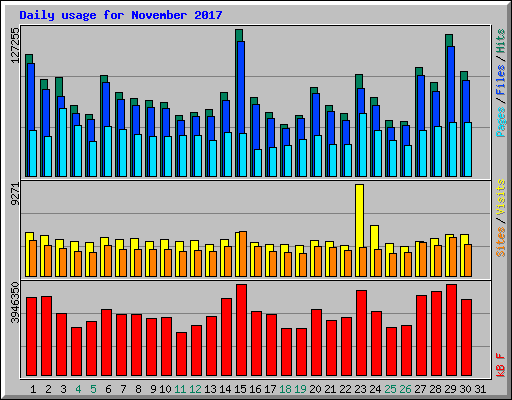 Daily usage for November 2017
127255
Pages / Files / Hits
9271
Sites / Visits
3946350
kB F
1 2 3 4 5 6 7 8 9 10 11 12 13 14 15 16 17 18 19 20 21 22 23 24 25 26 27 28 29 30 31